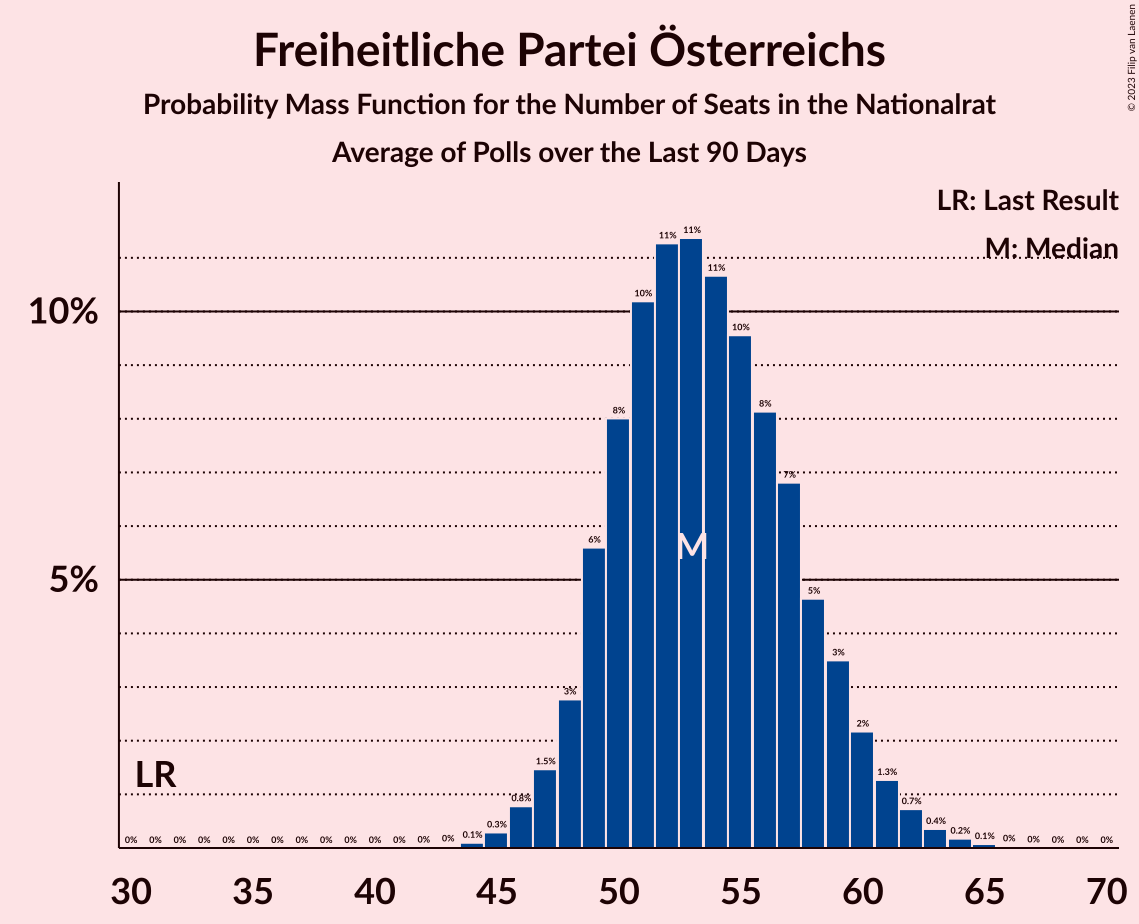 Freiheitliche Partei Österreichs
Probability Mass Function for the Number of Seats in the Nationalrat
Average of Polls over the Last 90 Days
© 2023 Filip van Laenen
LR: Last Result
M: Median
10%
5%
LR
M
0% 0% 0% 0% 0% 0% 0% 0% 0% 0% 0% 0% 0% 0% 0.1% 0.3% 0.8% 1.5% 3% 6% 8% 10% 11% 11% 11% 10% 8% 7% 5% 3% 2% 1.3% 0.7% 0.4% 0.2% 0.1% 0% 0% 0% 0% 0%
30 35 40 45 50 55 60 65 70